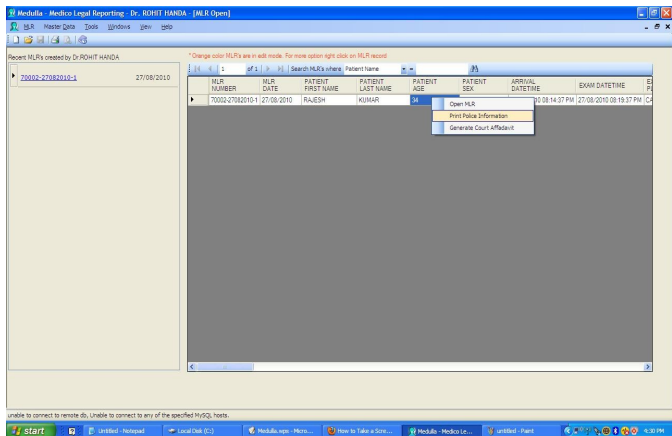 Medulla - Medico Legal Reporting - Dr. ROHIT HANDA - [MLR Open]
MLR Master Data Tools Windows View Help
Recent MLR's created by Dr.ROHIT HANDA
70002-27082010-1 27/08/2010
* Orange color MLR's are in edit mode. For more option right click on MLR record
1 of 1 Search MLR's where Patient Name =
MLR NUMBER MLR DATE PATIENT FIRST NAME PATIENT LAST NAME PATIENT AGE PATIENT SEX ARRIVAL DATETIME EXAM DATETIME
70002-27082010-1 27/08/2010 RAJESH KUMAR 34 10 08:14:37 PM 27/08/2010 08:19:37 PM
Open MLR
Print Police Information
Generate Court Affadavit
unable to connect to remote db, Unable to connect to any of the specified MySQL hosts.
start Untitled - Notepad Local Disk (C:) Medulla.wps - Micro... How to Take a Scre... Medulla - Medico Le... untitled - Paint 4:30 PM